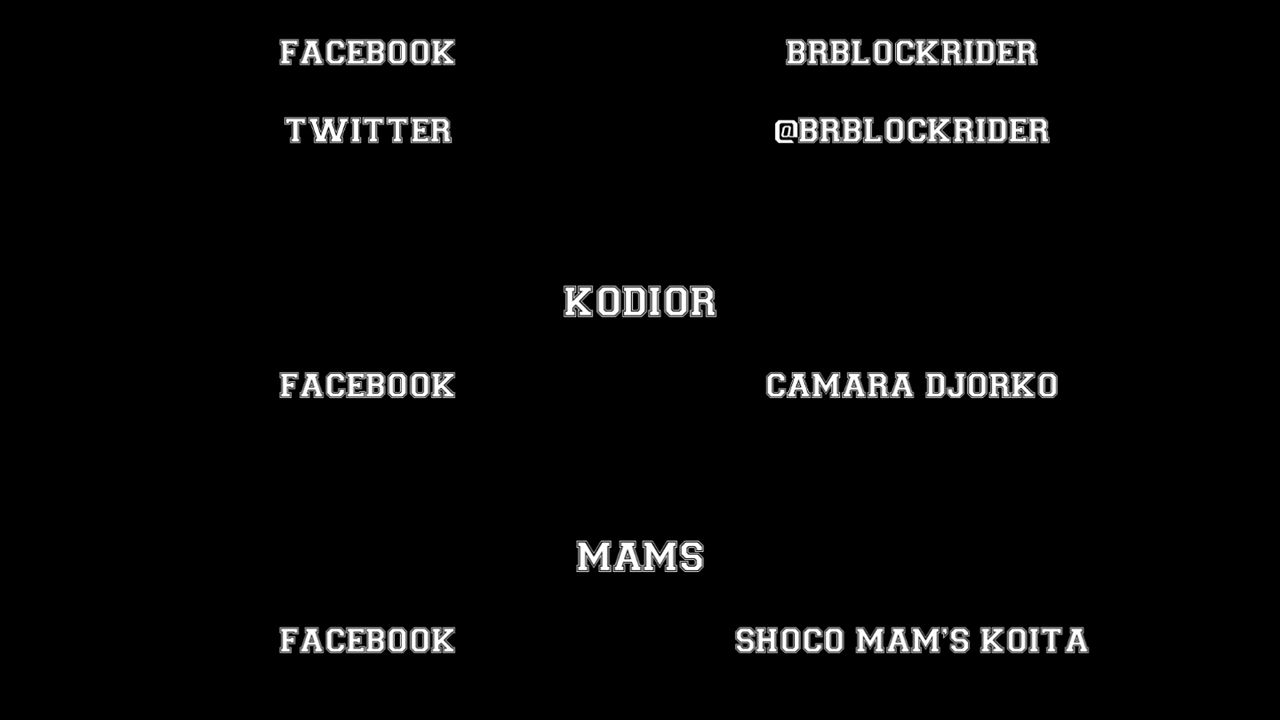 FACEBOOK BRBLOCKRIDER
TWITTER @BRBLOCKRIDER
KODIOR
FACEBOOK CAMARA DJORKO
MAMS
FACEBOOK SHOCO MAM'S KOITA